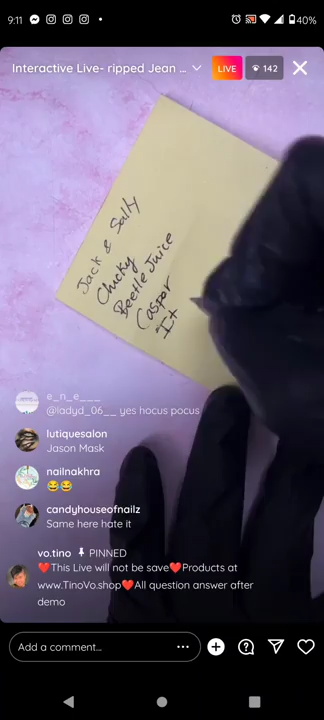 9:11
40%
Interactive Live- ripped Jean ...
LIVE
142
Jack & Sally
Chucky
Beetle Juice
Caspar
It
e_n_e___
@ladyd_06__ yes hocus pocus
lutiquesalon
Jason Mask
nailnakhra
😂😂
candyhouseofnailz
Same here hate it
vo.tino PINNED
❤️This Live will not be save❤️Products at
www.TinoVo.shop❤️All question answer after
demo
Add a comment...